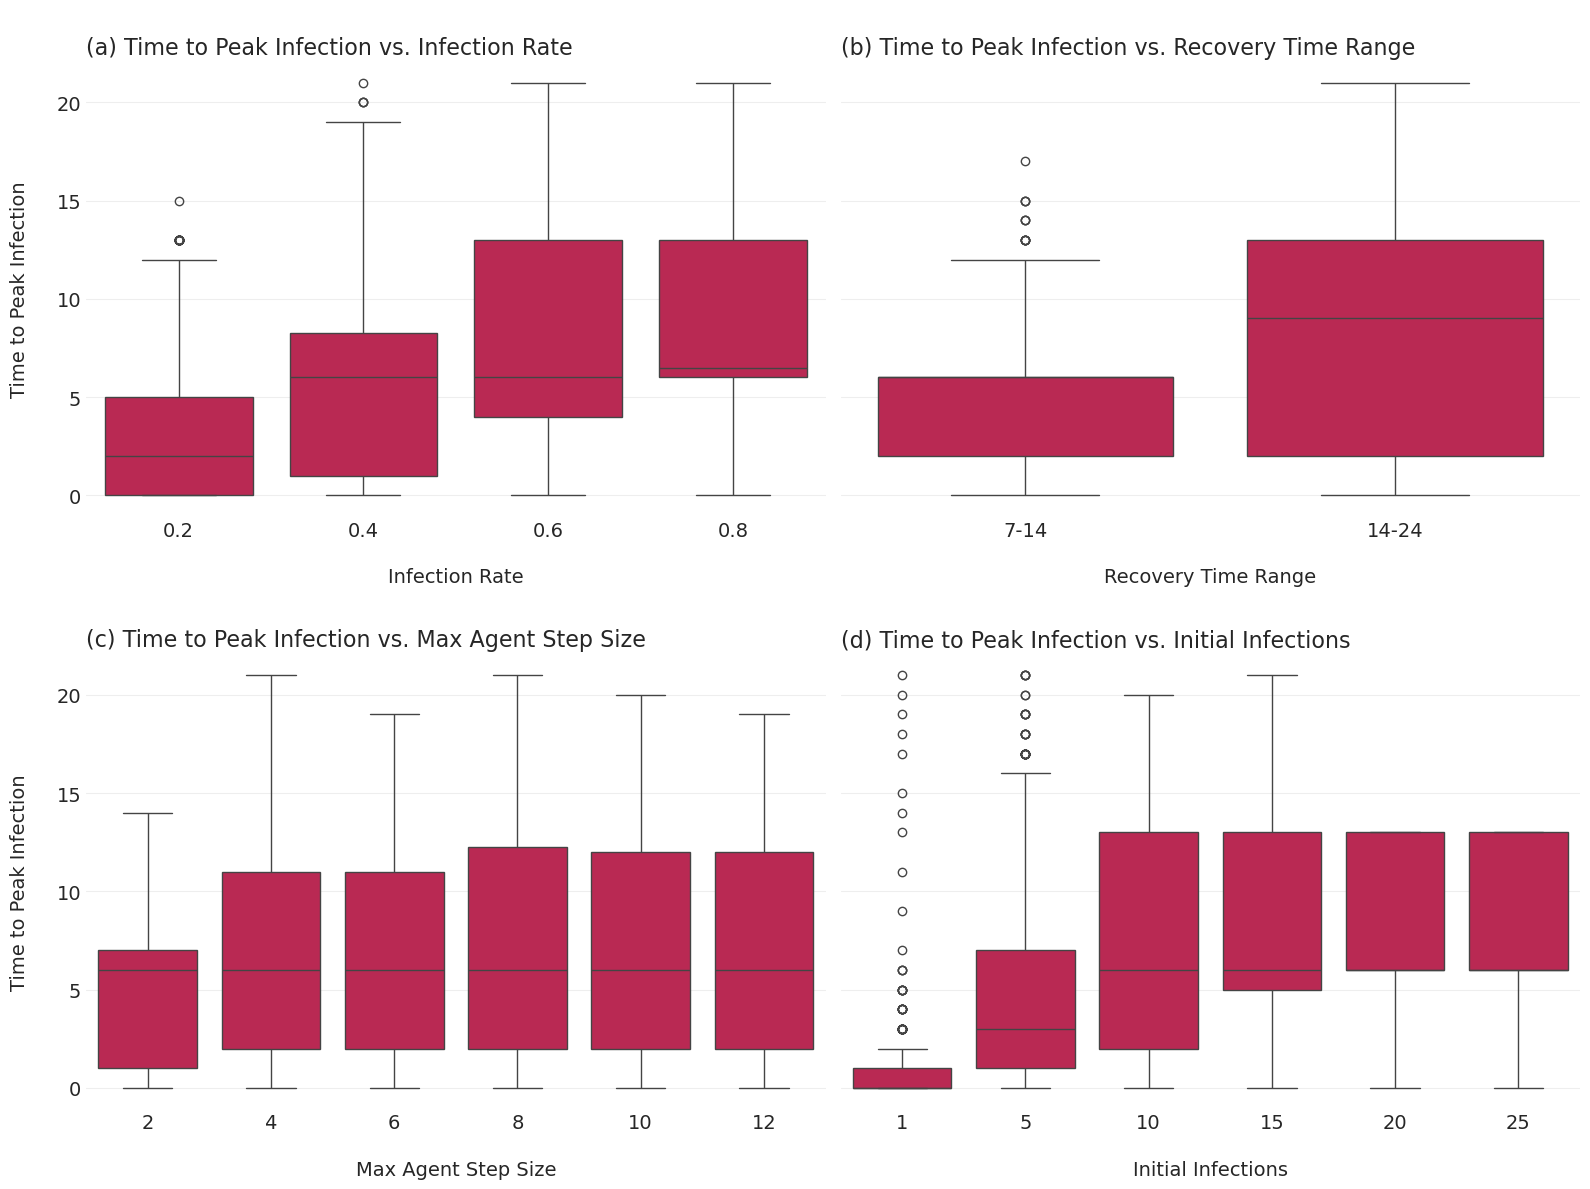 (a) Time to Peak Infection vs. Infection Rate
(b) Time to Peak Infection vs. Recovery Time Range
Time to Peak Infection
20
15
10
5
0
0.2 0.4 0.6 0.8
7-14 14-24
Infection Rate
Recovery Time Range
(c) Time to Peak Infection vs. Max Agent Step Size
(d) Time to Peak Infection vs. Initial Infections
Time to Peak Infection
20
15
10
5
0
2 4 6 8 10 12
1 5 10 15 20 25
Max Agent Step Size
Initial Infections